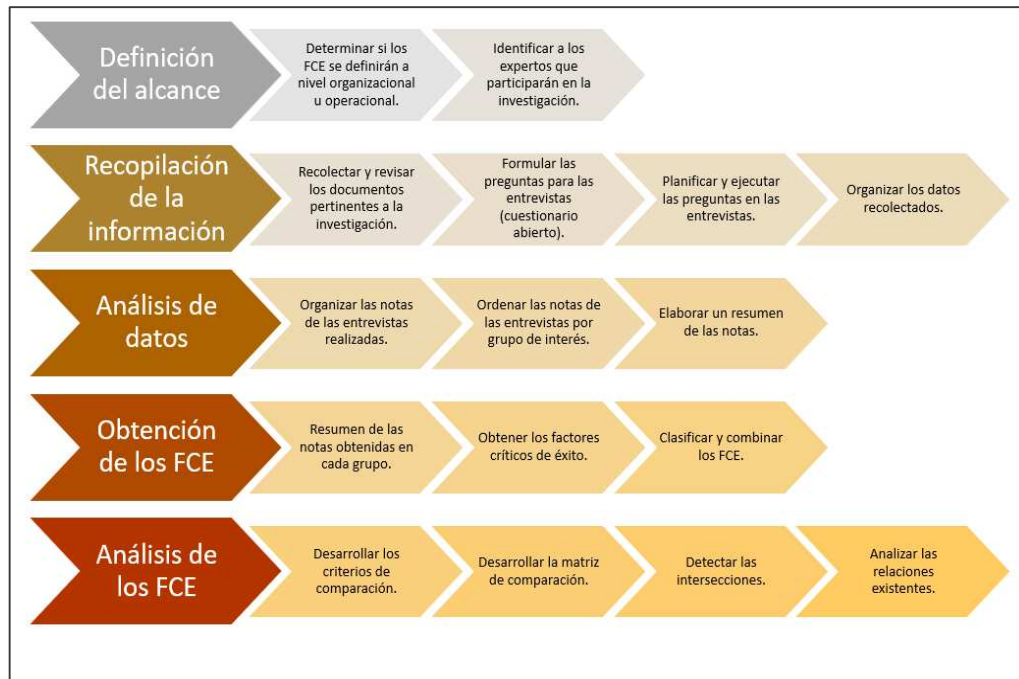 Definición
del alcance
Determinar si los
FCE se definirán a
nivel organizacional
u operacional.
Identificar a los
expertos que
participarán en la
investigación.
Recopilación
de la
información
Recolectar y revisar
los documentos
pertinentes a la
investigación.
Formular las
preguntas para las
entrevistas
(cuestionario
abierto).
Planificar y ejecutar
las preguntas en las
entrevistas.
Organizar los datos
recolectados.
Análisis de
datos
Organizar las notas
de las entrevistas
realizadas.
Ordenar las notas de
las entrevistas por
grupo de interés.
Elaborar un resumen
de las notas.
Obtención
de los FCE
Resumen de las
notas obtenidas en
cada grupo.
Obtener los factores
críticos de éxito.
Clasificar y combinar
los FCE.
Análisis de
los FCE
Desarrollar los
criterios de
comparación.
Desarrollar la matriz
de comparación.
Detectar las
intersecciones.
Analizar las
relaciones
existentes.